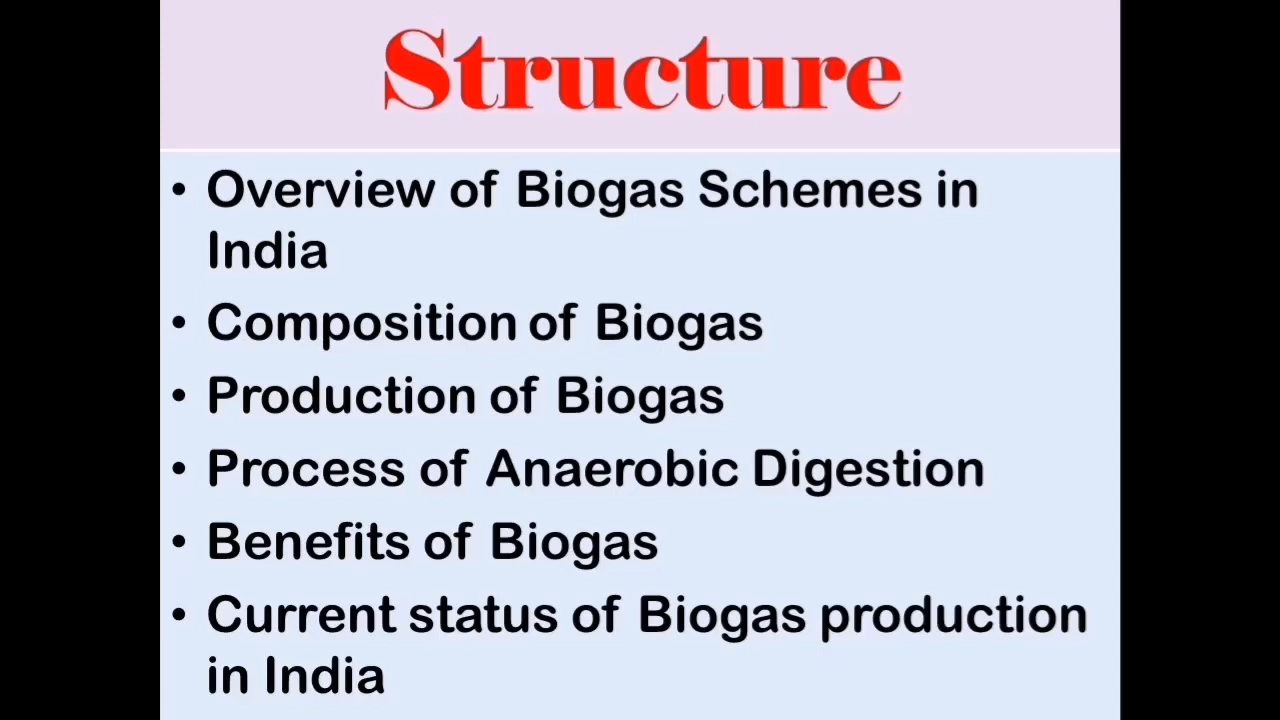 Structure
• Overview of Biogas Schemes in
India
• Composition of Biogas
• Production of Biogas
• Process of Anaerobic Digestion
• Benefits of Biogas
• Current status of Biogas production
in India